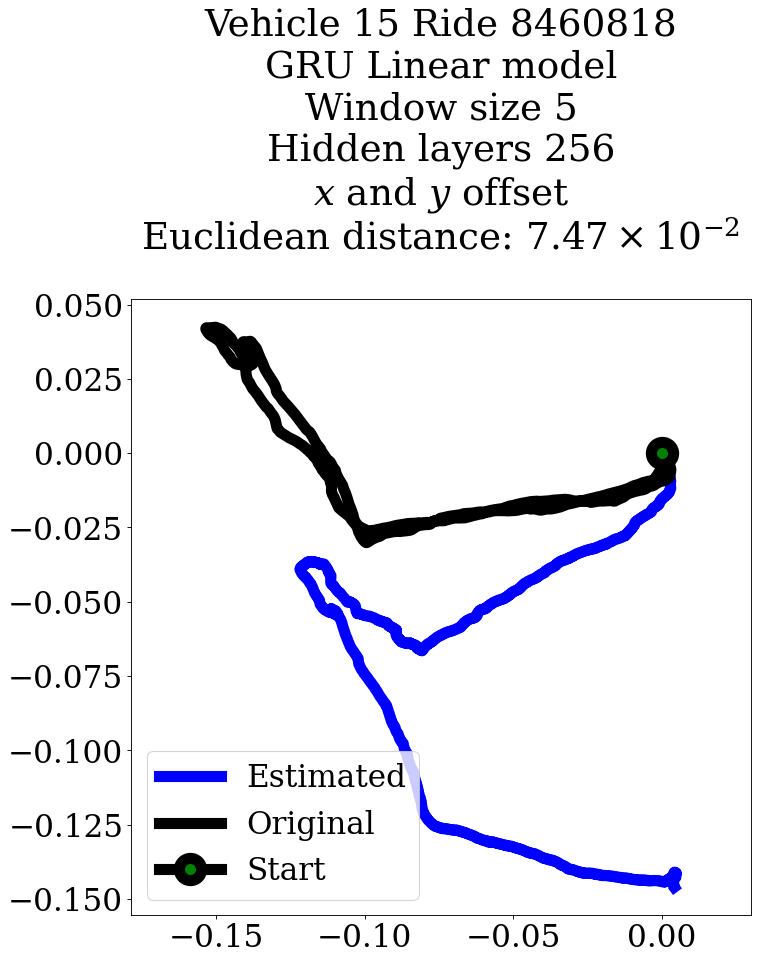 Vehicle 15 Ride 8460818
GRU Linear model
Window size 5
Hidden layers 256
x and y offset
Euclidean distance: 7.47 × 10⁻²
0.050
0.025
0.000
−0.025
−0.050
−0.075
−0.100
−0.125
−0.150
Estimated
Original
Start
−0.15 −0.10 −0.05 0.00